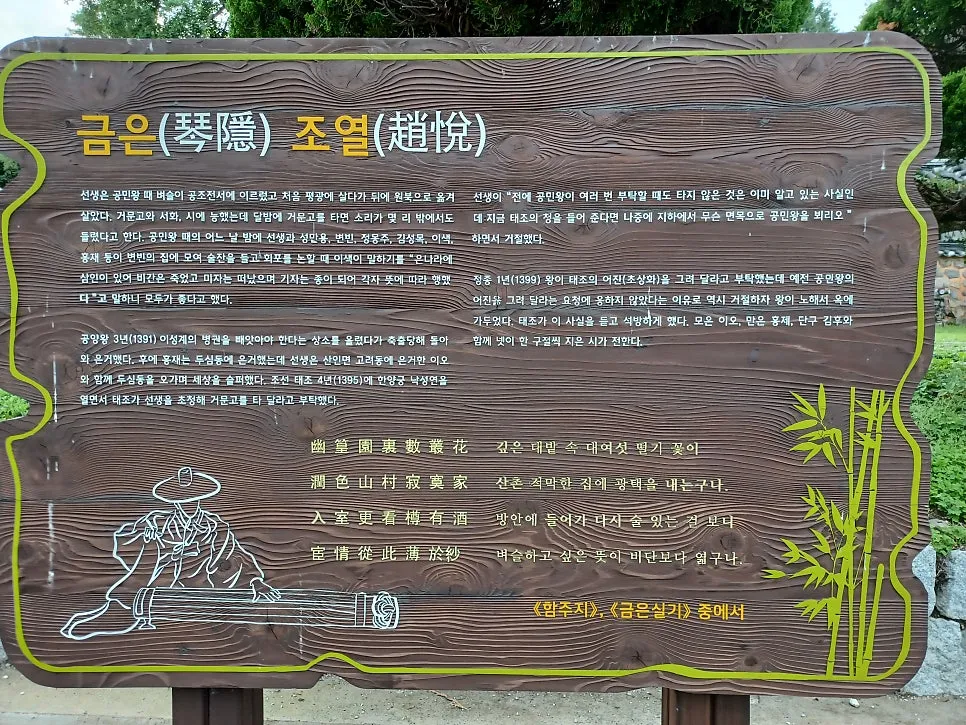 금은(琴隱) 조열(趙悅)
선생은 공민왕 때 벼슬이 공조전서에 이르렀고 처음 평광에 살다가 뒤에 원북으로 옮겨
살았다. 거문고와 서화, 시에 능했는데 달밤에 거문고를 타면 소리가 몇 리 밖에서도
들렸다고 한다. 공민왕 때의 어느 날 밤에 선생과 성만용, 변빈, 정몽주, 김성목, 이색,
홍재 등이 변빈의 집에 모여 술잔을 들고 회포를 논할 때 이색이 말하기를 "은나라에
삼인이 있어 비간은 죽었고 미자는 떠났으며 기자는 종이 되어 각자 뜻에 따라 행했
다"고 말하니 모두가 좋다고 했다.
공양왕 3년(1391) 이성계의 병권을 빼앗아야 한다는 상소를 올렸다가 축출당해 돌아
와 은거했다. 후에 홍재는 두심동에 은거했는데 선생은 산인면 고려동에 은거한 이오
와 함께 두심동을 오가며 세상을 슬퍼했다. 조선 태조 4년(1395)에 한양궁 낙성연을
열면서 태조가 선생을 초청해 거문고를 타 달라고 부탁했다.
선생이 "전에 공민왕이 여러 번 부탁할 때도 타지 않은 것은 이미 알고 있는 사실인
데 지금 태조의 청을 들어 준다면 나중에 지하에서 무슨 면목으로 공민왕을 뵈리오"
하면서 거절했다.
정종 1년(1399) 왕이 태조의 어진(초상화)을 그려 달라고 부탁했는데 예전 공민왕의
어진을 그려 달라는 요청에 응하지 않았다는 이유로 역시 거절하자 왕이 노해서 옥에
가두었다. 태조가 이 사실을 듣고 석방하게 했다. 모은 이오, 만은 홍재, 단구 김후와
함께 넷이 한 구절씩 지은 시가 전한다.
幽篁園裏數叢花 깊은 대밭 속 대여섯 떨기 꽃이
潤色山村寂寞家 산촌 적막한 집에 광택을 내는구나.
入室更看樽有酒 방안에 들어가 다시 술 있는 걸 보다
宦情從此薄於紗 벼슬하고 싶은 뜻이 비단보다 엷구나.
《함주지》, 《금은실기》 중에서